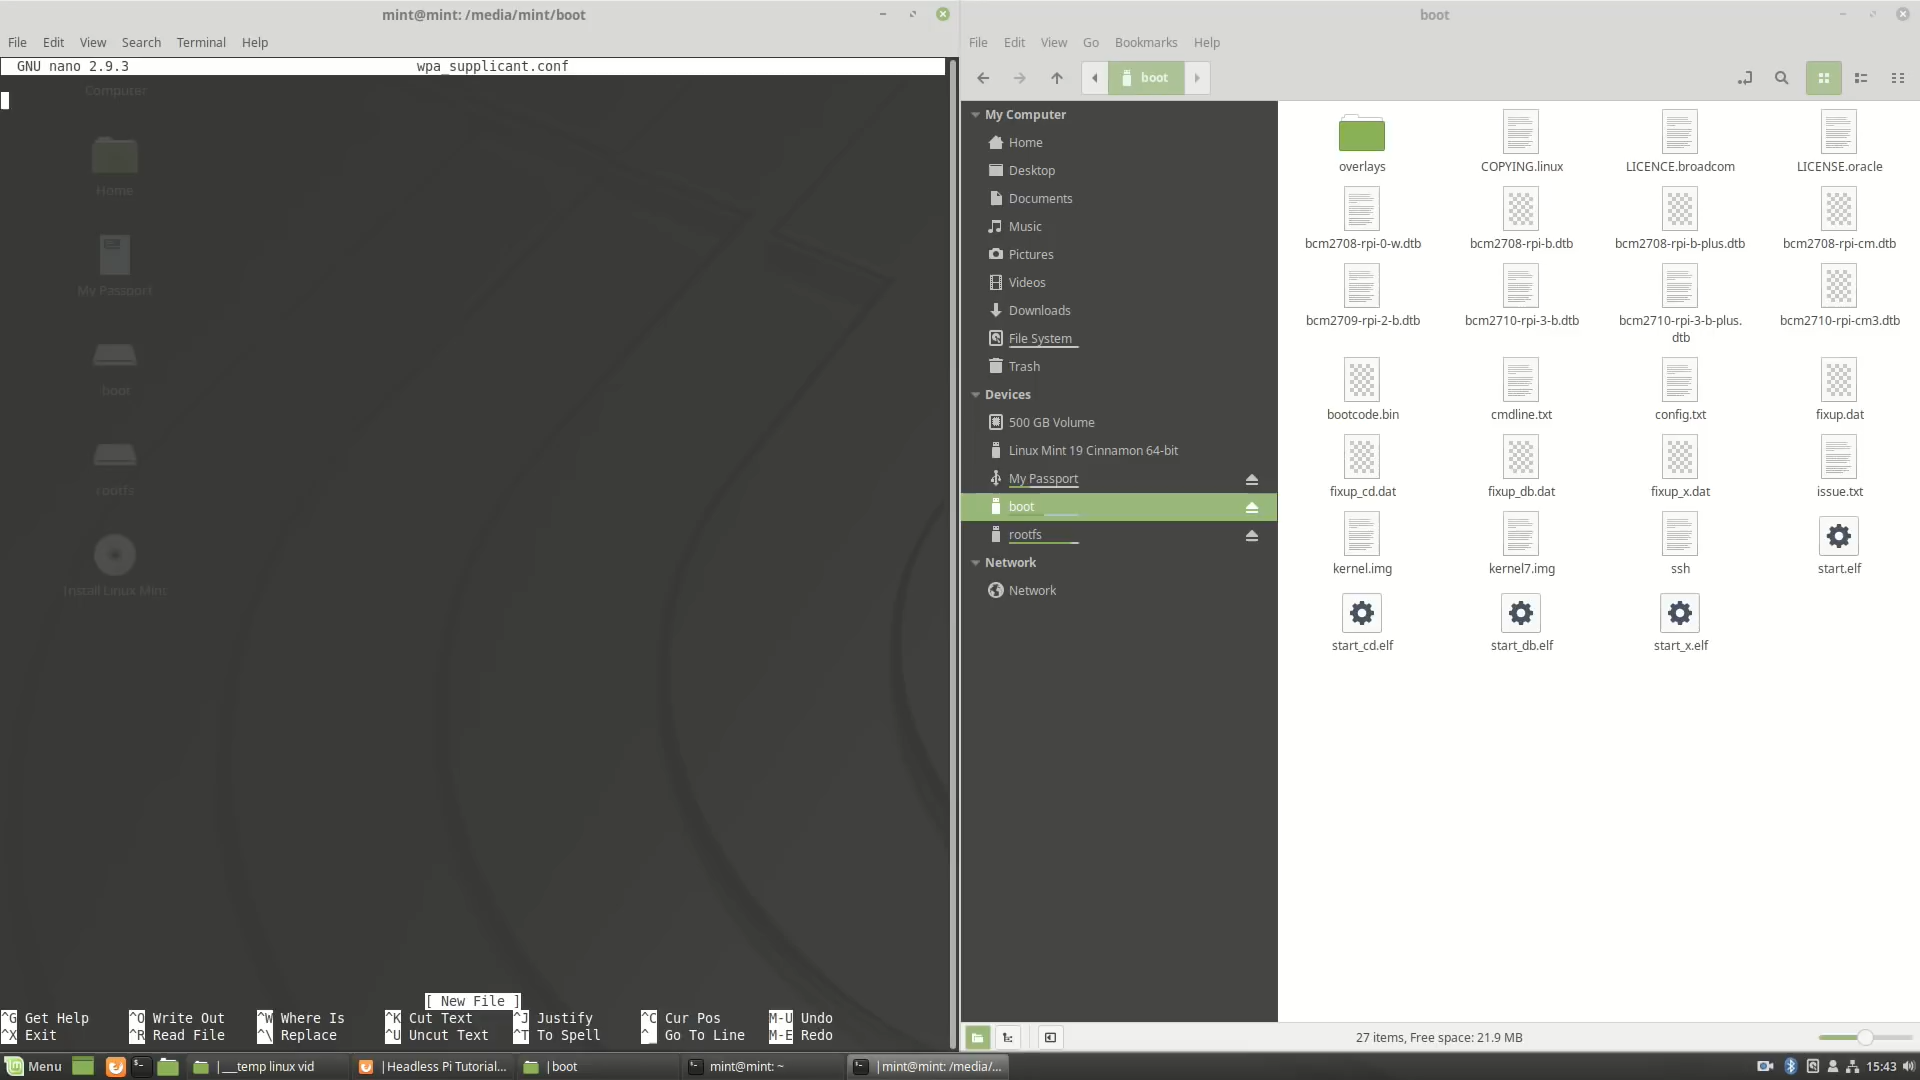 mint@mint: /media/mint/boot
File Edit View Search Terminal Help
GNU nano 2.9.3 wpa_supplicant.conf
Computer
Home
My Passport
boot
rootfs
Install Linux Mint
[ New File ]
^G Get Help ^O Write Out ^W Where Is ^K Cut Text ^J Justify ^C Cur Pos M-U Undo
^X Exit ^R Read File ^\ Replace ^U Uncut Text ^T To Spell ^_ Go To Line M-E Redo
boot
File Edit View Go Bookmarks Help
boot
My Computer
Home
Desktop
Documents
Music
Pictures
Videos
Downloads
File System
Trash
Devices
500 GB Volume
Linux Mint 19 Cinnamon 64-bit
My Passport
boot
rootfs
Network
Network
overlays COPYING.linux LICENCE.broadcom LICENSE.oracle
bcm2708-rpi-0-w.dtb bcm2708-rpi-b.dtb bcm2708-rpi-b-plus.dtb bcm2708-rpi-cm.dtb
bcm2709-rpi-2-b.dtb bcm2710-rpi-3-b.dtb bcm2710-rpi-3-b-plus. bcm2710-rpi-cm3.dtb
dtb
bootcode.bin cmdline.txt config.txt fixup.dat
fixup_cd.dat fixup_db.dat fixup_x.dat issue.txt
kernel.img kernel7.img ssh start.elf
start_cd.elf start_db.elf start_x.elf
27 items, Free space: 21.9 MB
Menu |__temp linux vid |Headless Pi Tutorial... |boot mint@mint: ~ |mint@mint: /media/... 15:43